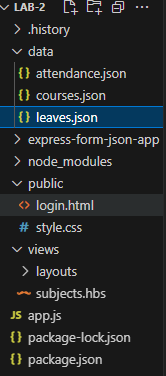 LAB-2
.history
data
{} attendance.json
{} courses.json
{} leaves.json
express-form-json-app
node_modules
public
<> login.html
# style.css
views
layouts
subjects.hbs
JS app.js
{} package-lock.json
{} package.json